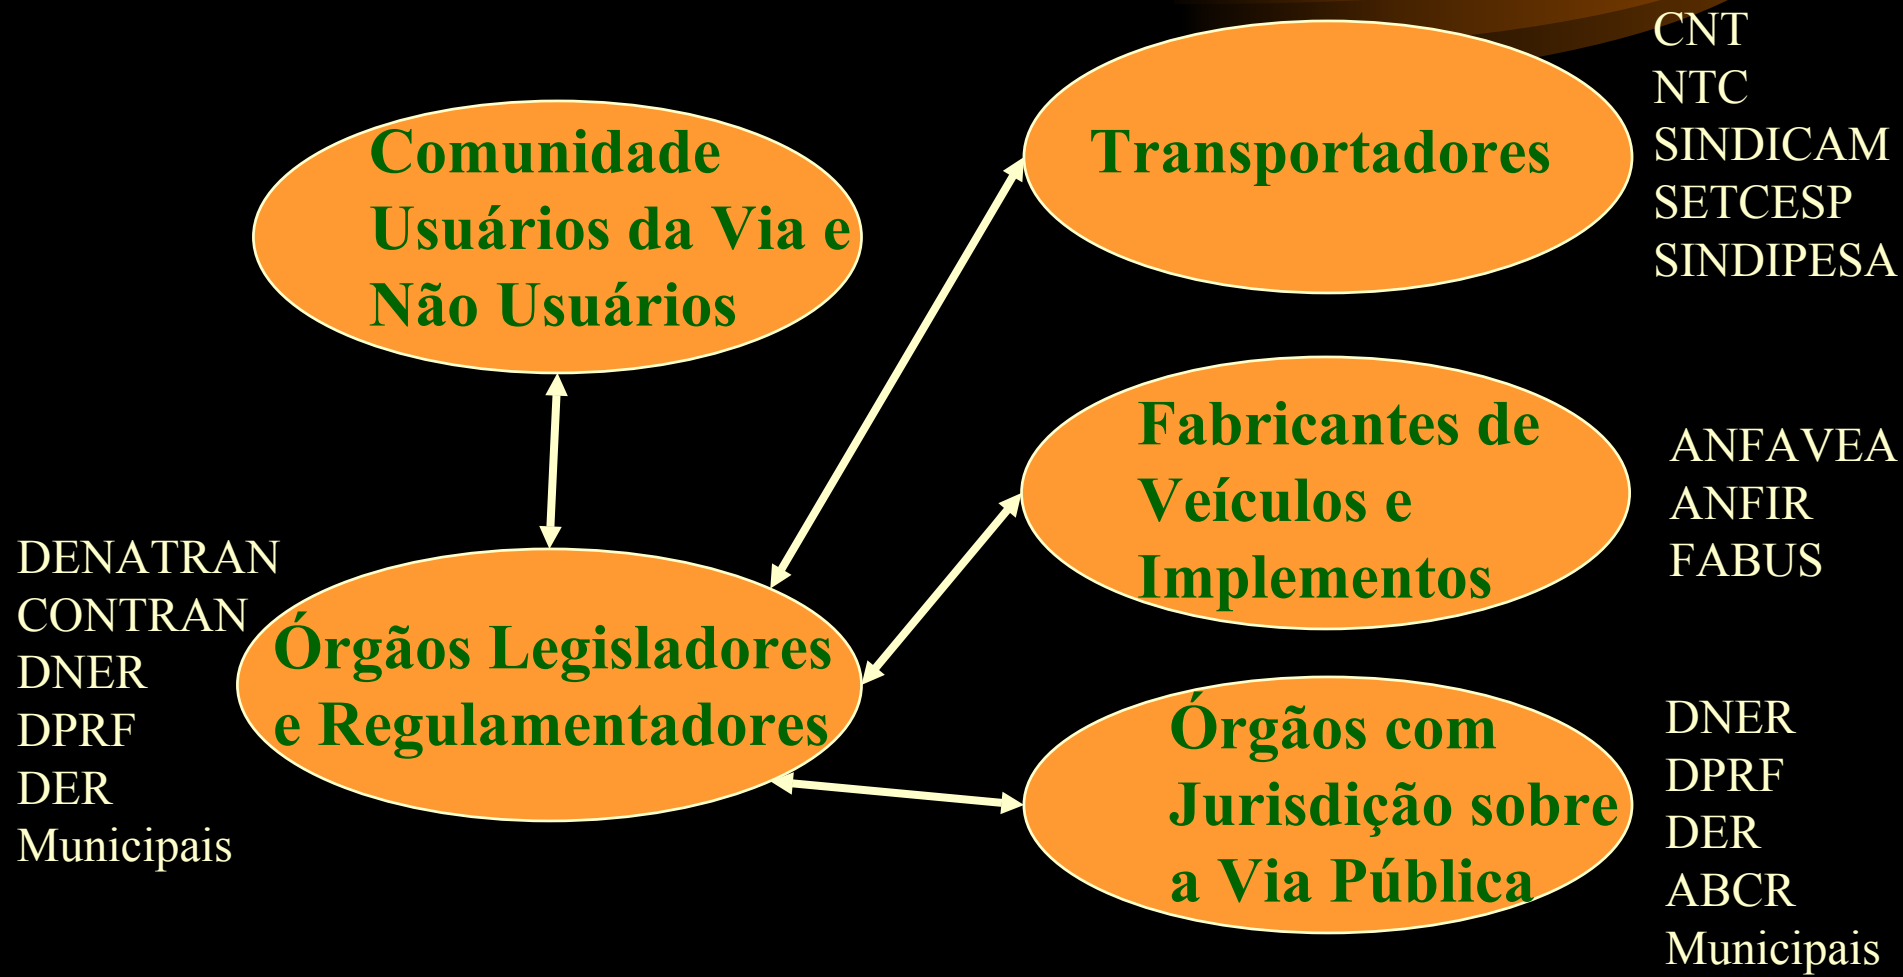 Comunidade
Usuários da Via e
Não Usuários
Transportadores
CNT
NTC
SINDICAM
SETCESP
SINDIPESA
Fabricantes de
Veículos e
Implementos
ANFAVEA
ANFIR
FABUS
DENATRAN
CONTRAN
DNER
DPRF
DER
Municipais
Órgãos Legisladores
e Regulamentadores
Órgãos com
Jurisdição sobre
a Via Pública
DNER
DPRF
DER
ABCR
Municipais